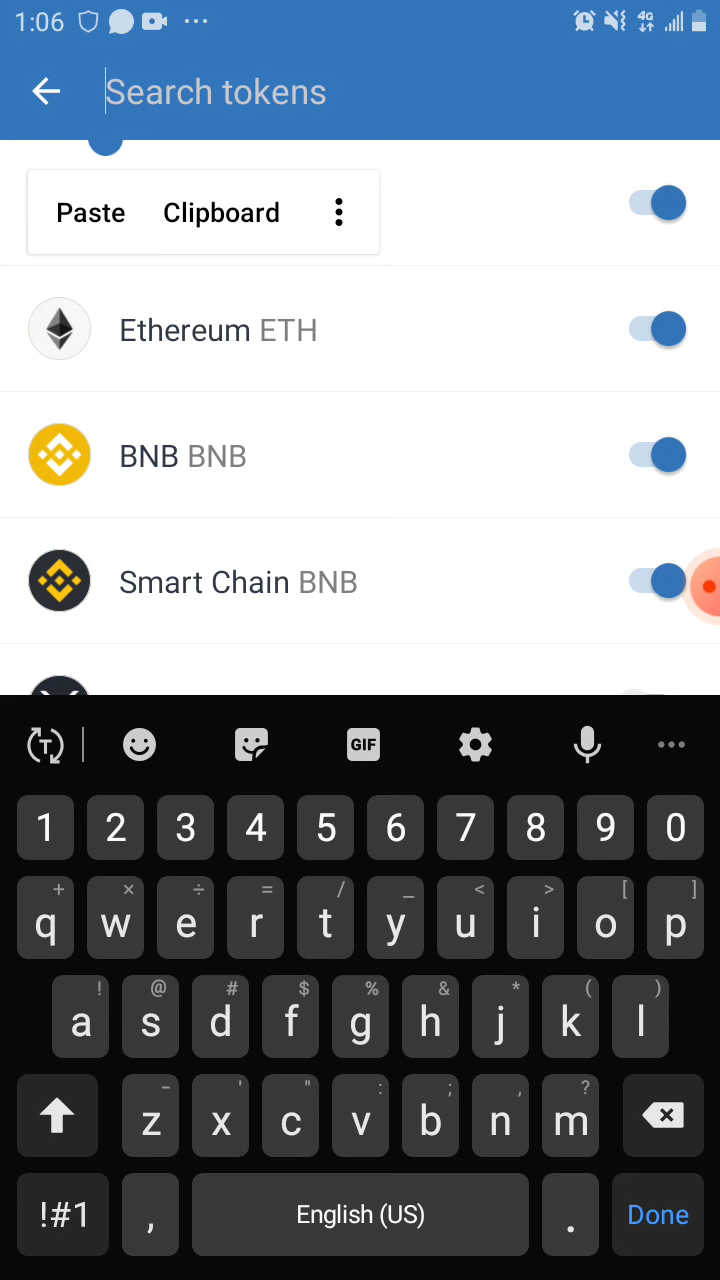 1:06
4G
Search tokens
Paste Clipboard
Ethereum ETH
BNB BNB
Smart Chain BNB
T GIF
1 2 3 4 5 6 7 8 9 0
+ × ÷ = / _ < > [ ]
q w e r t y u i o p
! @ # $ % & * ( )
a s d f g h j k l
- ' " : ; , ?
z x c v b n m
!#1 , English (US) . Done